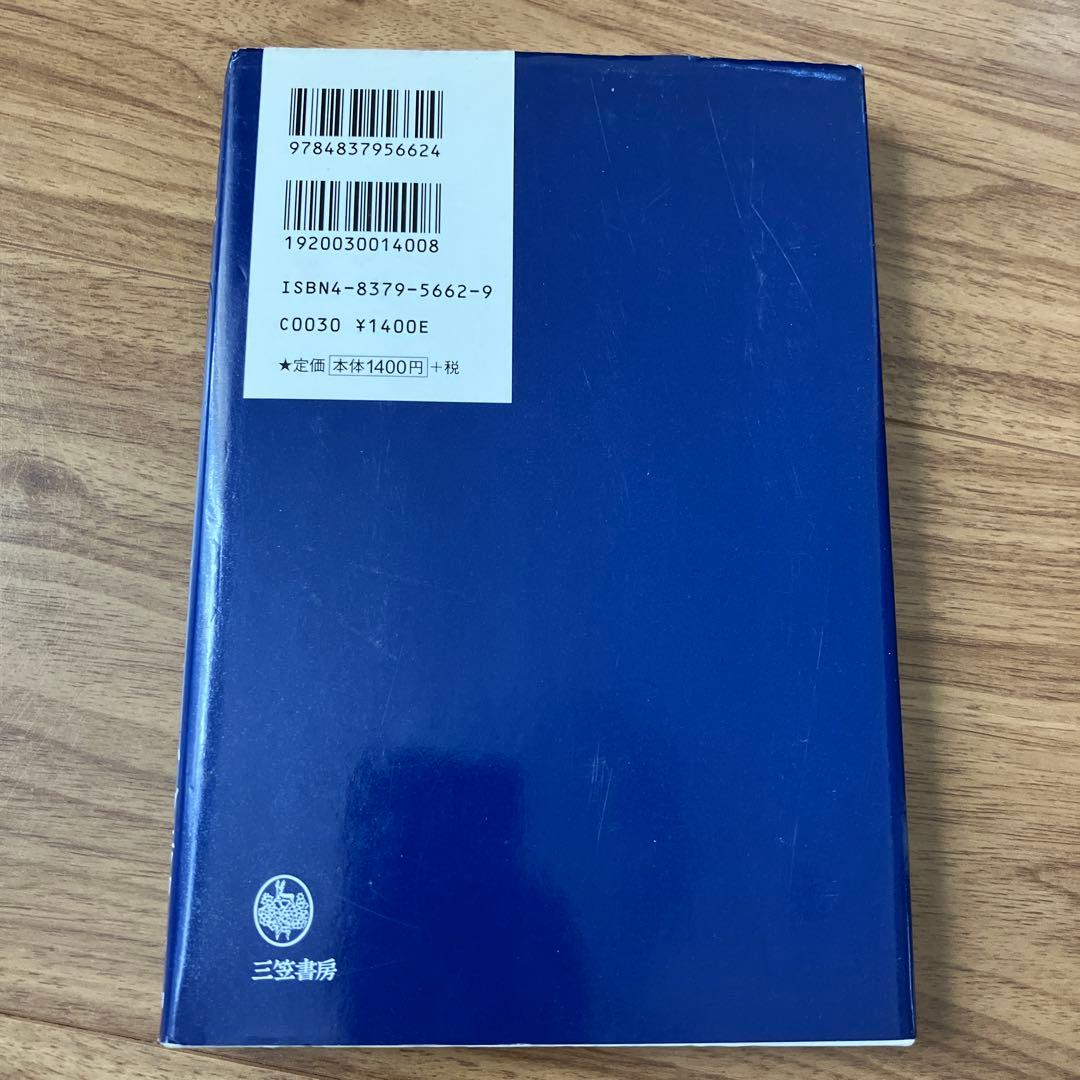 9784837956624
1920030014008
ISBN4-8379-5662-9
C0030 ¥1400E
★定価 本体1400円 +税
三笠書房